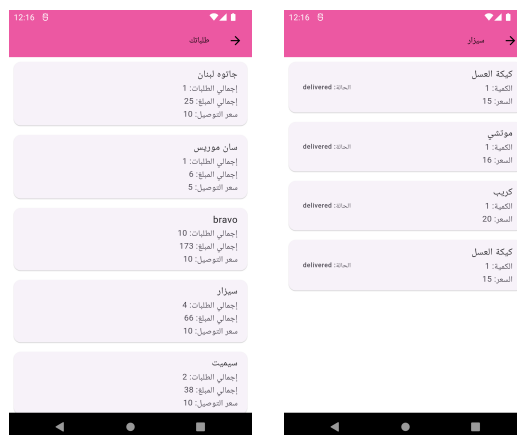 12:16
طلباتك
جاتوه لبنان
إجمالي الطلبات: 1
إجمالي المبلغ: 25
سعر التوصيل: 10
سان موريس
إجمالي الطلبات: 1
إجمالي المبلغ: 6
سعر التوصيل: 5
bravo
إجمالي الطلبات: 10
إجمالي المبلغ: 173
سعر التوصيل: 10
سيزار
إجمالي الطلبات: 4
إجمالي المبلغ: 66
سعر التوصيل: 10
سيميت
إجمالي الطلبات: 2
إجمالي المبلغ: 38
سعر التوصيل: 10
12:16
سيزار
كيكة العسل
الكمية: 1
الحالة: delivered
السعر: 15
موتشي
الكمية: 1
الحالة: delivered
السعر: 16
كريب
الكمية: 1
الحالة: delivered
السعر: 20
كيكة العسل
الكمية: 1
الحالة: delivered
السعر: 15